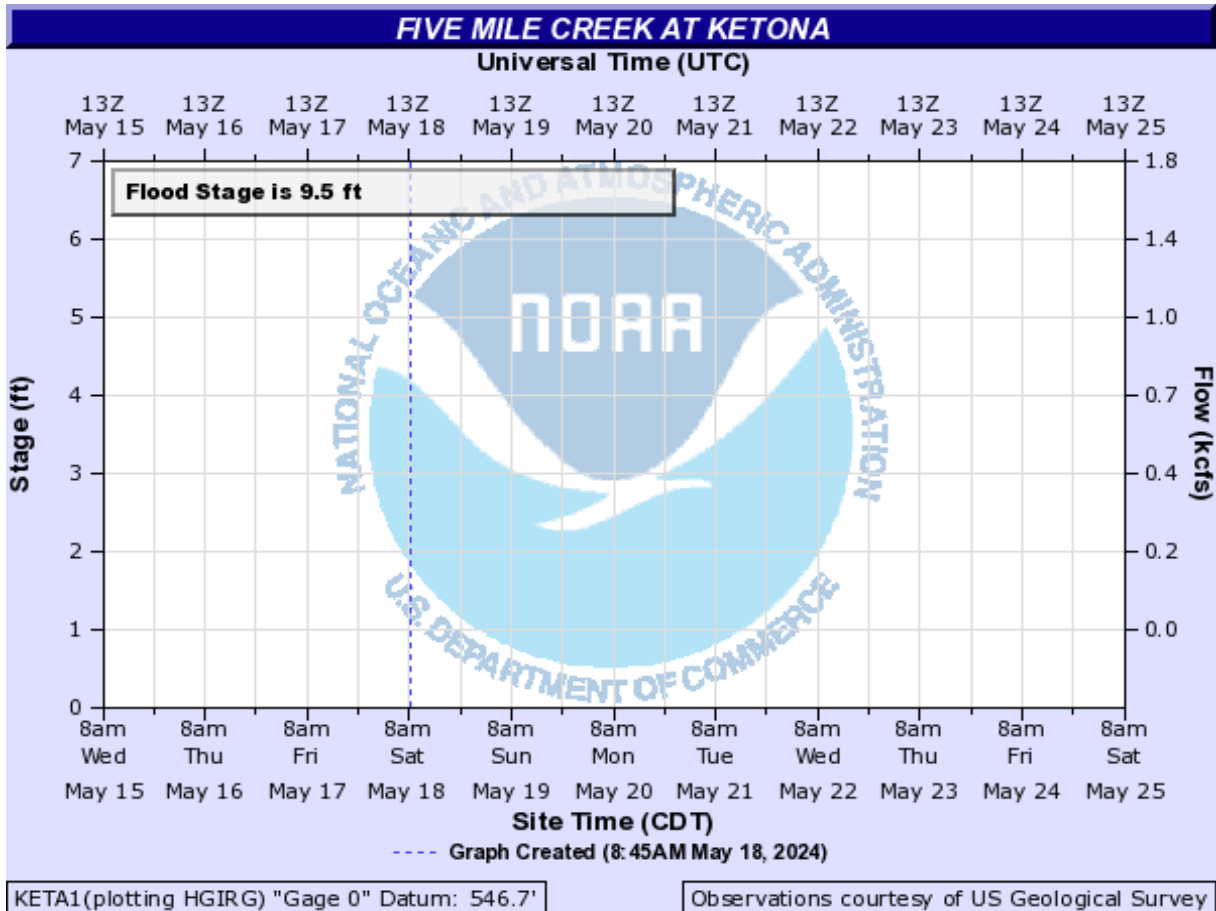 FIVE MILE CREEK AT KETONA
Universal Time (UTC)
13Z 13Z 13Z 13Z 13Z 13Z 13Z 13Z 13Z 13Z 13Z
May 15 May 16 May 17 May 18 May 19 May 20 May 21 May 22 May 23 May 24 May 25
Flood Stage is 9.5 ft
7 1.8
6 1.4
5 1.0
4 0.7
3 0.4
2 0.2
1 0.0
0
Stage (ft)
Flow (kcfs)
NATIONAL OCEANIC AND ATMOSPHERIC ADMINISTRATION
NOAA
U.S. DEPARTMENT OF COMMERCE
8am 8am 8am 8am 8am 8am 8am 8am 8am 8am 8am
Wed Thu Fri Sat Sun Mon Tue Wed Thu Fri Sat
May 15 May 16 May 17 May 18 May 19 May 20 May 21 May 22 May 23 May 24 May 25
Site Time (CDT)
---- Graph Created (8:45AM May 18, 2024)
KETA1(plotting HGIRG) "Gage 0" Datum: 546.7'
Observations courtesy of US Geological Survey